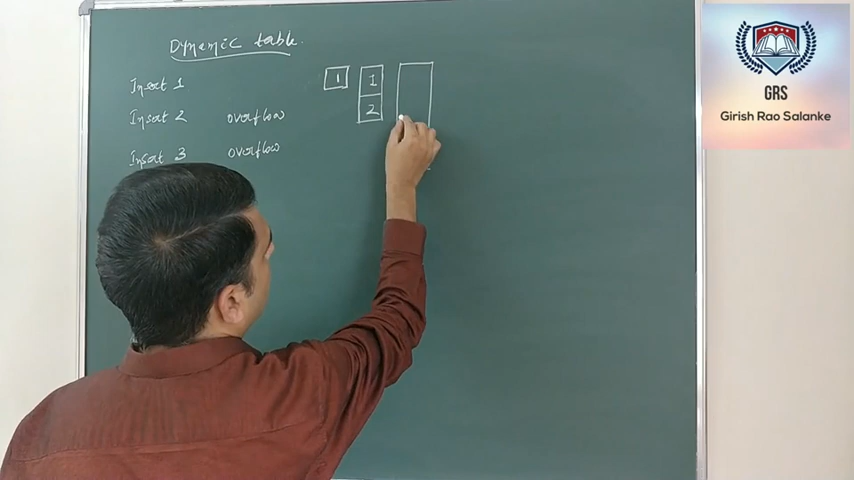 Dynamic table.
Insert 1
1
1
Insert 2 overflow
2
Insert 3 overflow
GRS
Girish Rao Salanke